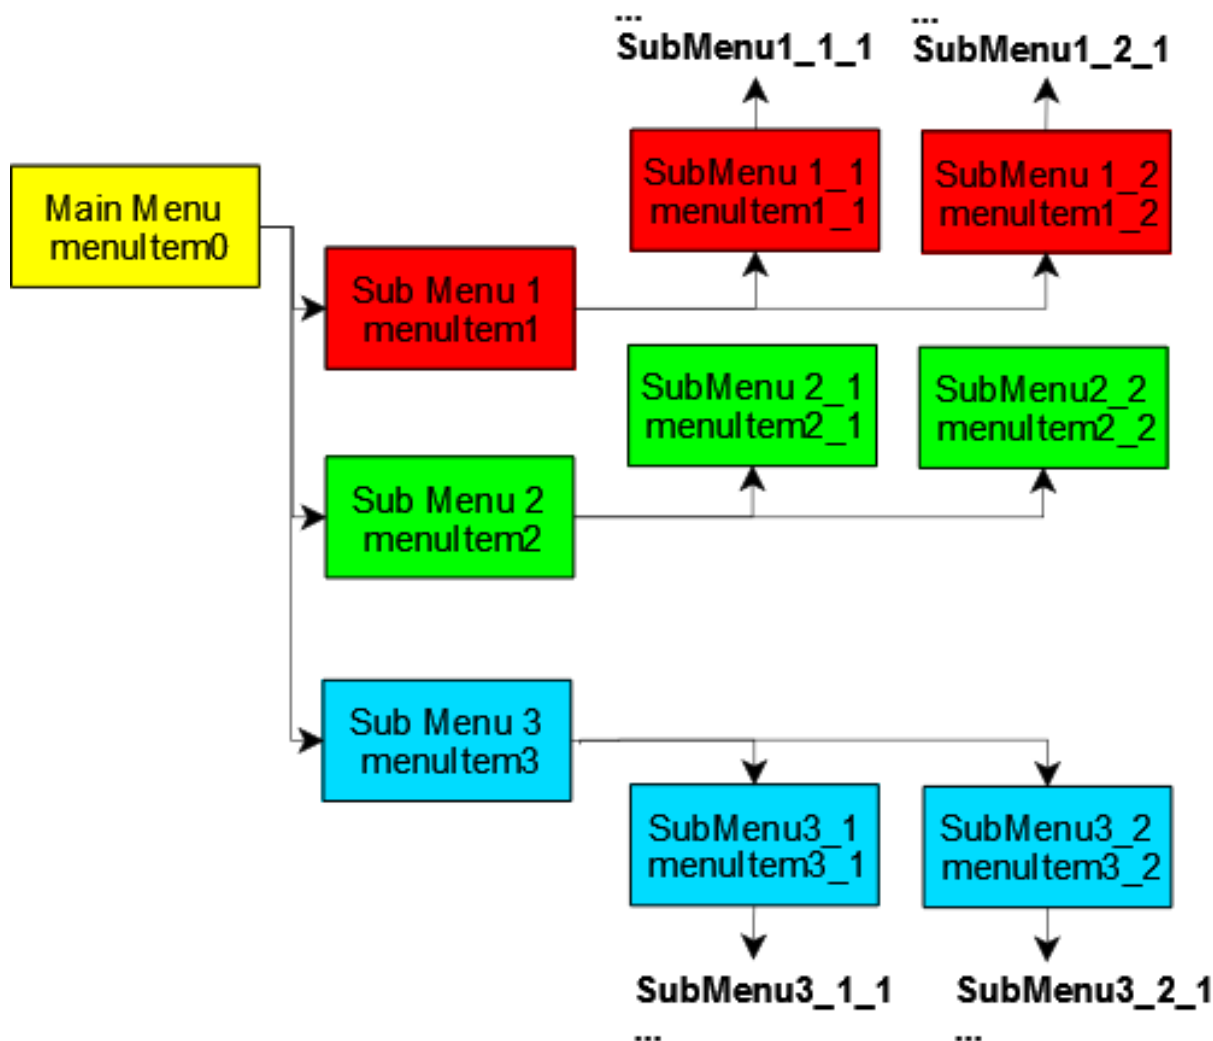 ...
SubMenu1_1_1
...
SubMenu1_2_1
Main Menu
menuItem0
SubMenu 1_1
menuItem1_1
SubMenu 1_2
menuItem1_2
Sub Menu 1
menuItem1
SubMenu 2_1
menuItem2_1
SubMenu2_2
menuItem2_2
Sub Menu 2
menuItem2
Sub Menu 3
menuItem3
SubMenu3_1
menuItem3_1
SubMenu3_2
menuItem3_2
SubMenu3_1_1
...
SubMenu3_2_1
...